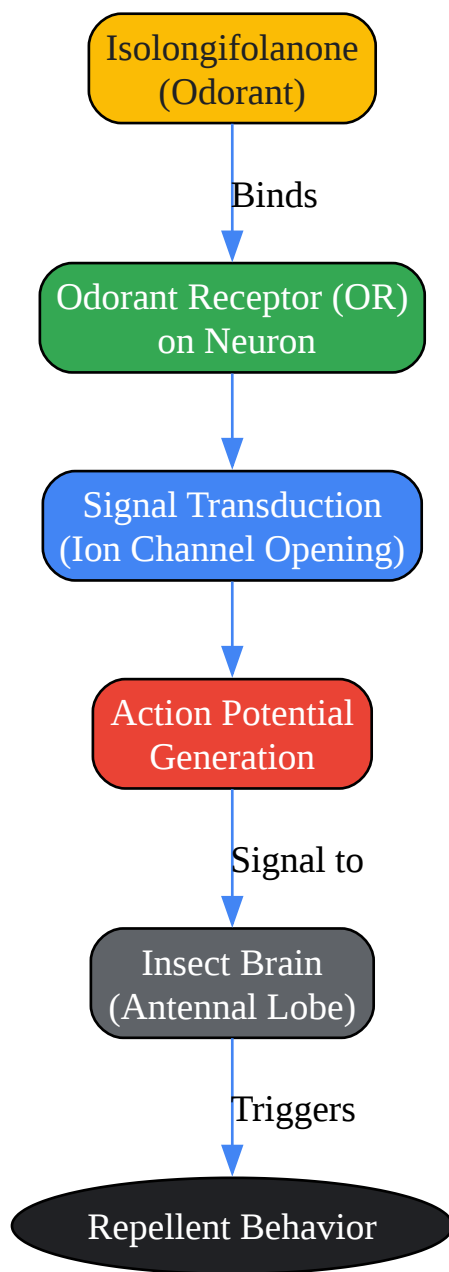 Isolongifolanone
(Odorant)
Binds
Odorant Receptor (OR)
on Neuron
Signal Transduction
(Ion Channel Opening)
Action Potential
Generation
Signal to
Insect Brain
(Antennal Lobe)
Triggers
Repellent Behavior